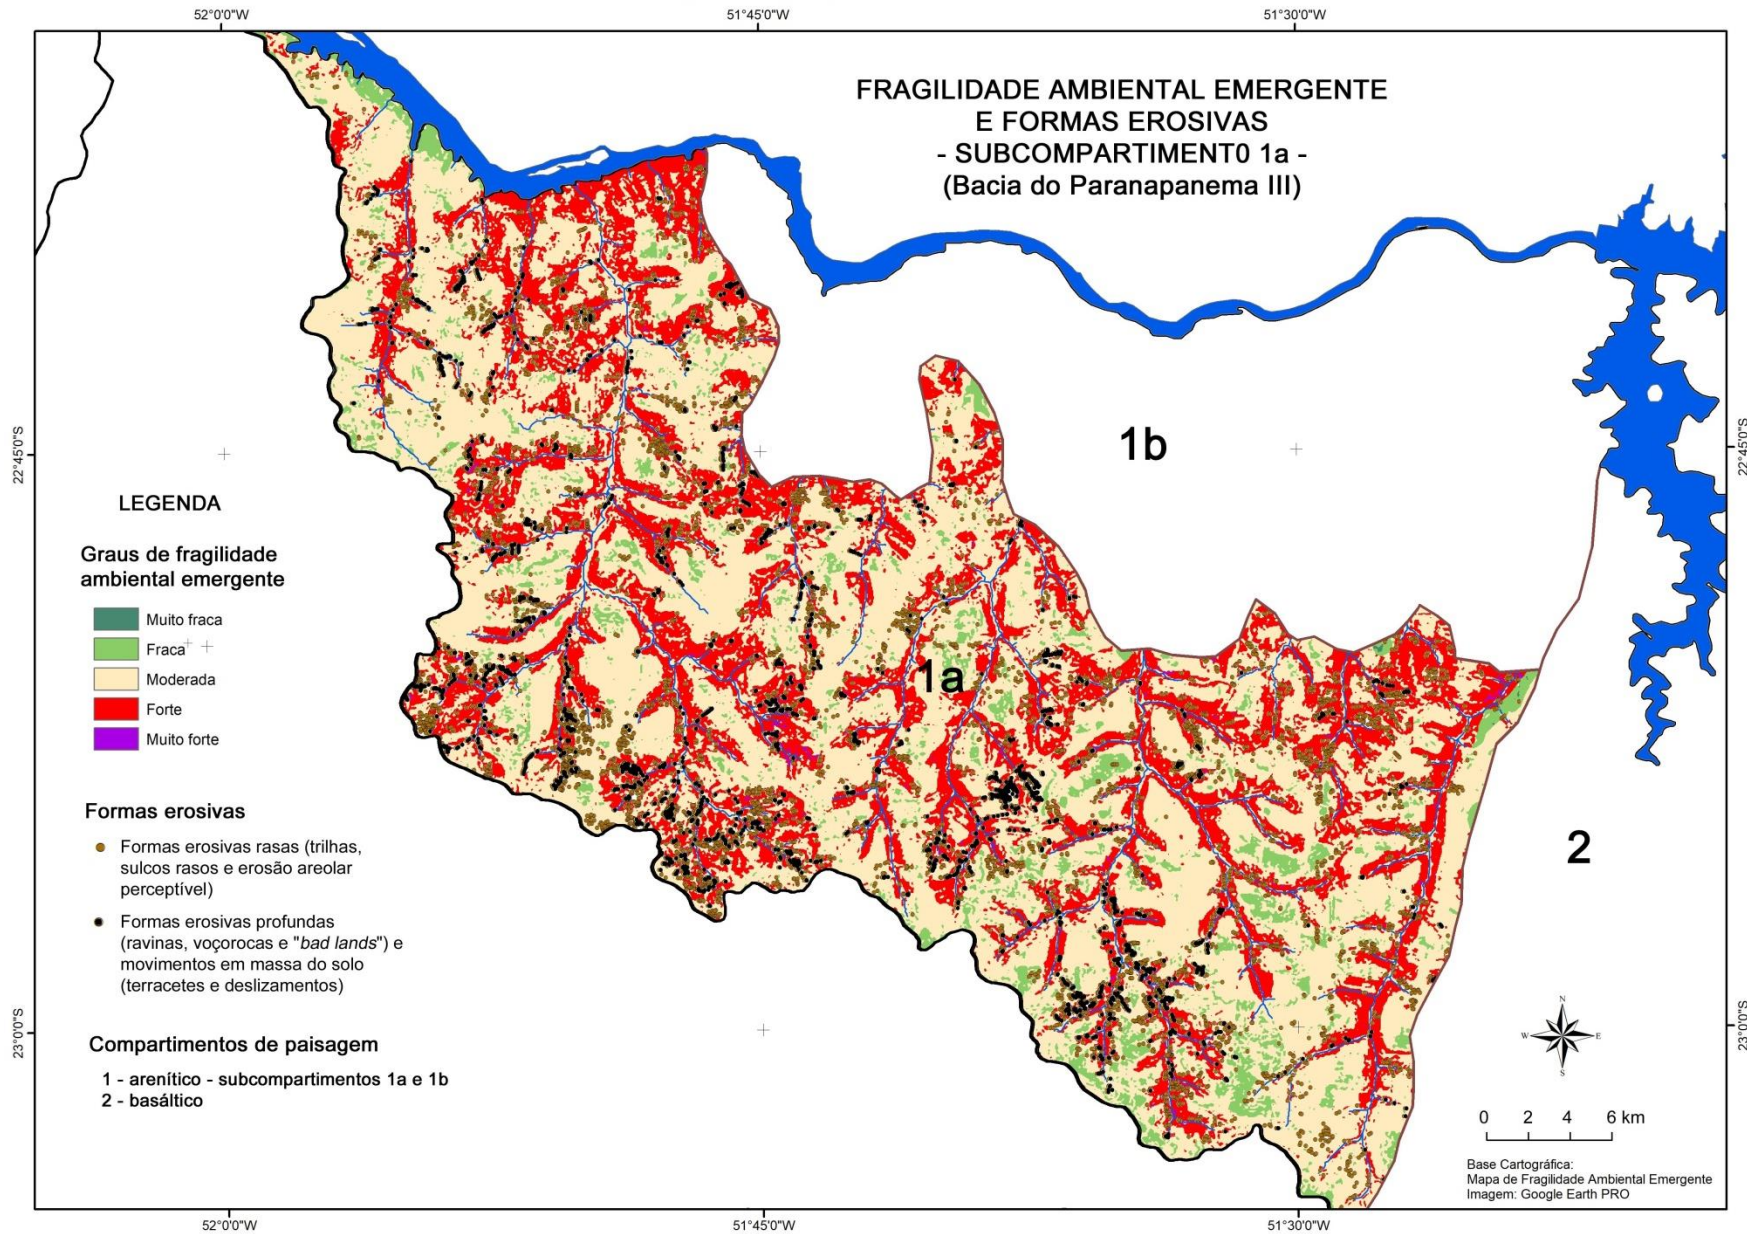 52°0'0"W
51°45'0"W
51°30'0"W
FRAGILIDADE AMBIENTAL EMERGENTE
E FORMAS EROSIVAS
- SUBCOMPARTIMENT0 1a -
(Bacia do Paranapanema III)
22°45'0"S
22°45'0"S
1b
1a
2
LEGENDA
Graus de fragilidade
ambiental emergente
Muito fraca
Fraca
Moderada
Forte
Muito forte
Formas erosivas
Formas erosivas rasas (trilhas,
sulcos rasos e erosão areolar
perceptível)
Formas erosivas profundas
(ravinas, voçorocas e "bad lands") e
movimentos em massa do solo
(terracetes e deslizamentos)
Compartimentos de paisagem
1 - arenítico - subcompartimentos 1a e 1b
2 - basáltico
23°0'0"S
23°0'0"S
N
W E
S
0 2 4 6 km
Base Cartográfica:
Mapa de Fragilidade Ambiental Emergente
Imagem: Google Earth PRO
52°0'0"W
51°45'0"W
51°30'0"W